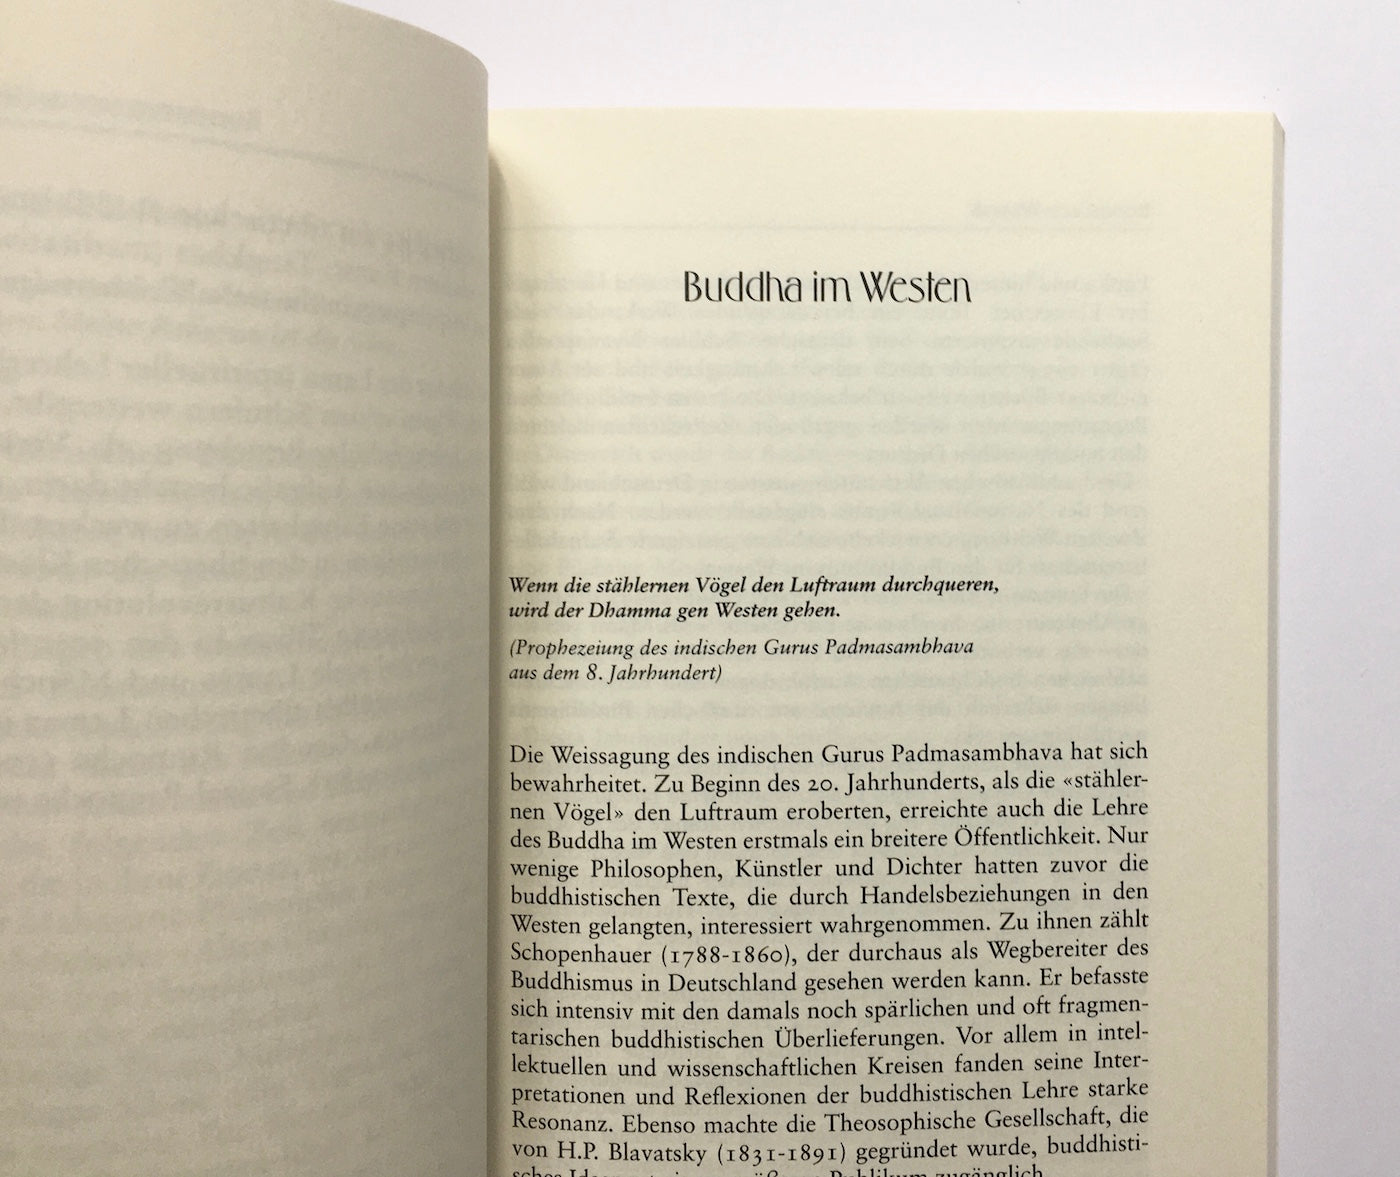 Buddha im Westen
Wenn die stählernen Vögel den Luftraum durchqueren,
wird der Dhamma gen Westen gehen.
(Prophezeiung des indischen Gurus Padmasambhava
aus dem 8. Jahrhundert)
Die Weissagung des indischen Gurus Padmasambhava hat sich
bewahrheitet. Zu Beginn des 20. Jahrhunderts, als die «stähler-
nen Vögel» den Luftraum eroberten, erreichte auch die Lehre
des Buddha im Westen erstmals ein breitere Öffentlichkeit. Nur
wenige Philosophen, Künstler und Dichter hatten zuvor die
buddhistischen Texte, die durch Handelsbeziehungen in den
Westen gelangten, interessiert wahrgenommen. Zu ihnen zählt
Schopenhauer (1788-1860), der durchaus als Wegbereiter des
Buddhismus in Deutschland gesehen werden kann. Er befasste
sich intensiv mit den damals noch spärlichen und oft fragmen-
tarischen buddhistischen Überlieferungen. Vor allem in intel-
lektuellen und wissenschaftlichen Kreisen fanden seine Inter-
pretationen und Reflexionen der buddhistischen Lehre starke
Resonanz. Ebenso machte die Theosophische Gesellschaft, die
von H.P. Blavatsky (1831-1891) gegründet wurde, buddhisti-
Publikum zugänglich